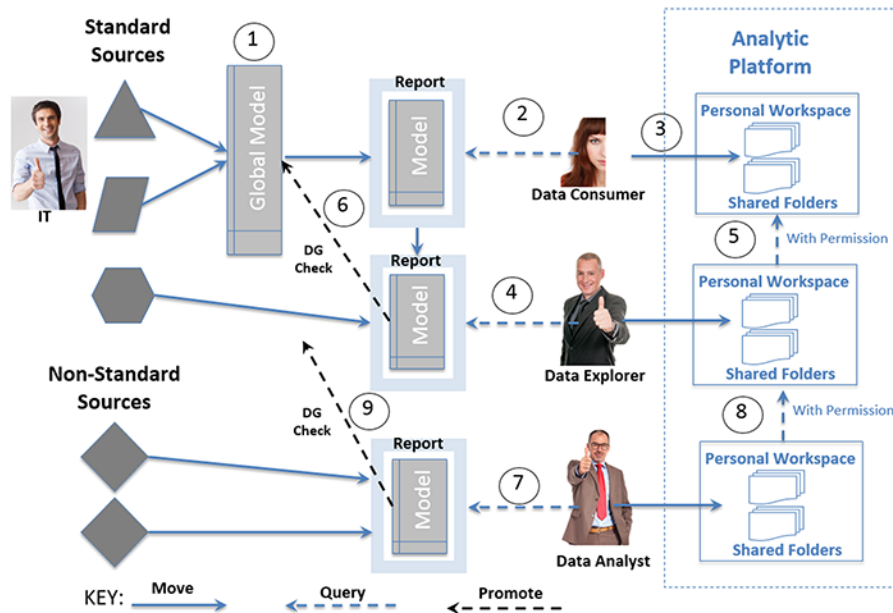 Standard
Sources
1
Analytic
Platform
Report
Global Model
Model
2
3
Personal Workspace
Shared Folders
IT
Data Consumer
6
DG
Check
5
With Permission
Report
Model
4
Personal Workspace
Shared Folders
Data Explorer
Non-Standard
Sources
9
DG
Check
8
With Permission
Report
Model
7
Personal Workspace
Shared Folders
Data Analyst
KEY:
Move
Query
Promote